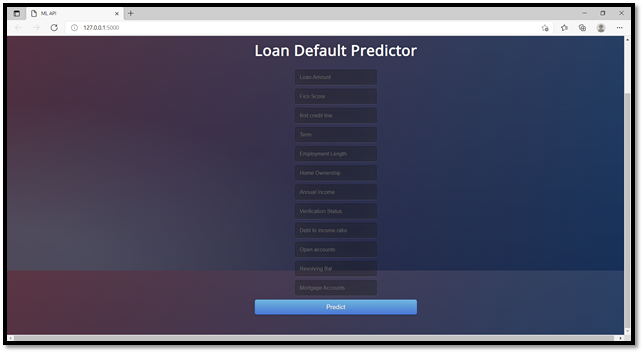 ML API
127.0.0.1:5000
Loan Default Predictor
Loan Amount
Fico Score
first credit line
Term
Employment Length
Home Ownership
Annual income
Verification Status
Debt to income ratio
Open accounts
Revolving Bal
Mortgage Accounts
Predict